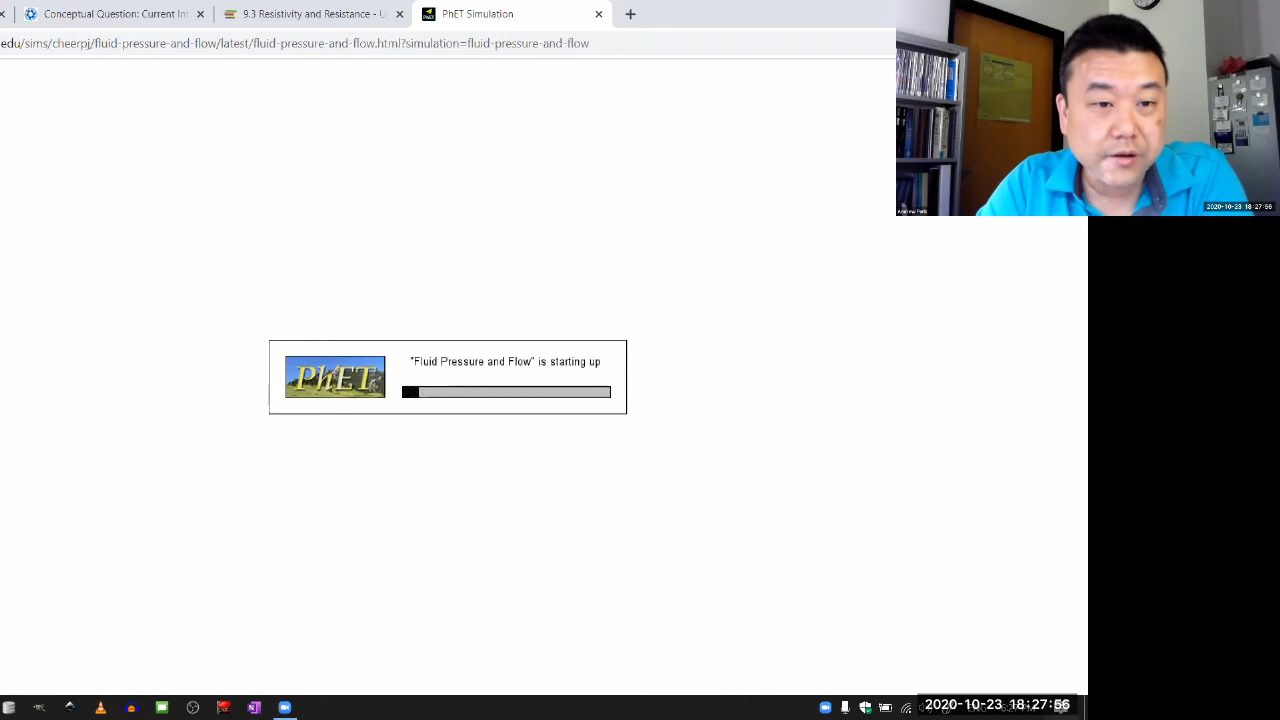 Conceptual Question: Current In
9.3 Resistivity and Resistance - U
PhET Simulation
edu/sims/cheerpj/fluid-pressure-and-flow/latest/fluid-pressure-and-flow.html?simulation=fluid-pressure-and-flow
2020-10-23 18:27:56
PhET
"Fluid Pressure and Flow" is starting up
2020-10-23 18:27:56